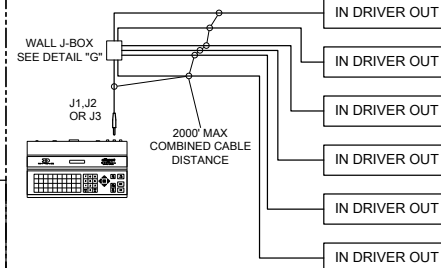 IN DRIVER OUT
WALL J-BOX
SEE DETAIL "G"
IN DRIVER OUT
J1,J2
OR J3
IN DRIVER OUT
2000' MAX
COMBINED CABLE
DISTANCE
IN DRIVER OUT
IN DRIVER OUT
IN DRIVER OUT